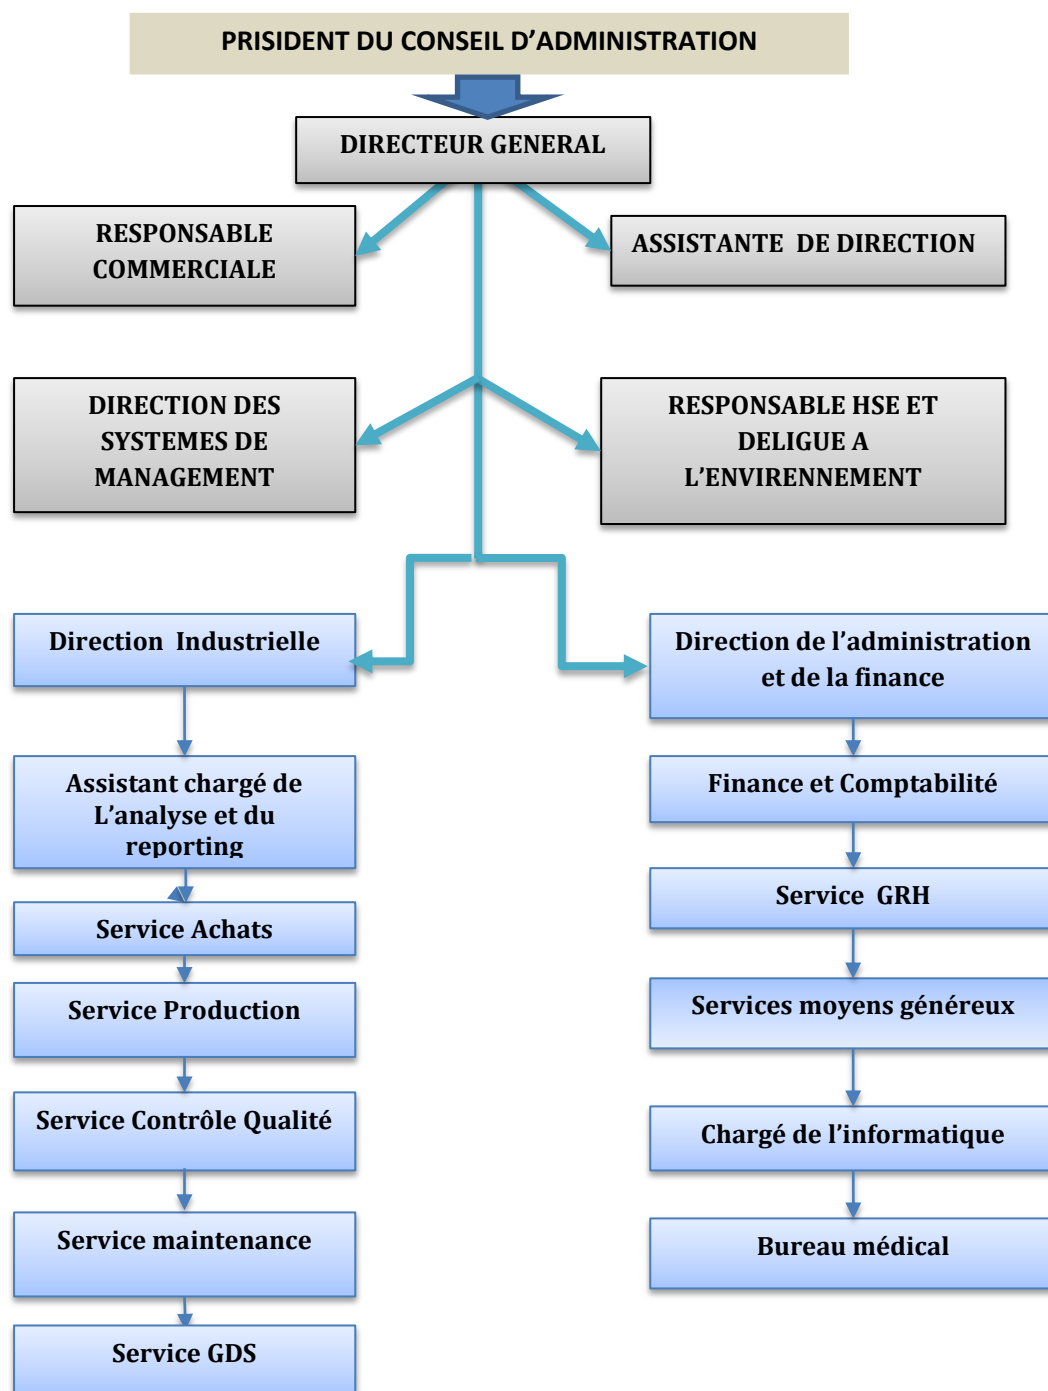 PRISIDENT DU CONSEIL D’ADMINISTRATION
DIRECTEUR GENERAL
RESPONSABLE
COMMERCIALE
ASSISTANTE DE DIRECTION
DIRECTION DES
SYSTEMES DE
MANAGEMENT
RESPONSABLE HSE ET
DELIGUE A
L’ENVIRENNEMENT
Direction Industrielle
Direction de l’administration
et de la finance
Assistant chargé de
L’analyse et du
reporting
Finance et Comptabilité
Service GRH
Service Achats
Service Production
Services moyens généreux
Service Contrôle Qualité
Chargé de l’informatique
Service maintenance
Bureau médical
Service GDS